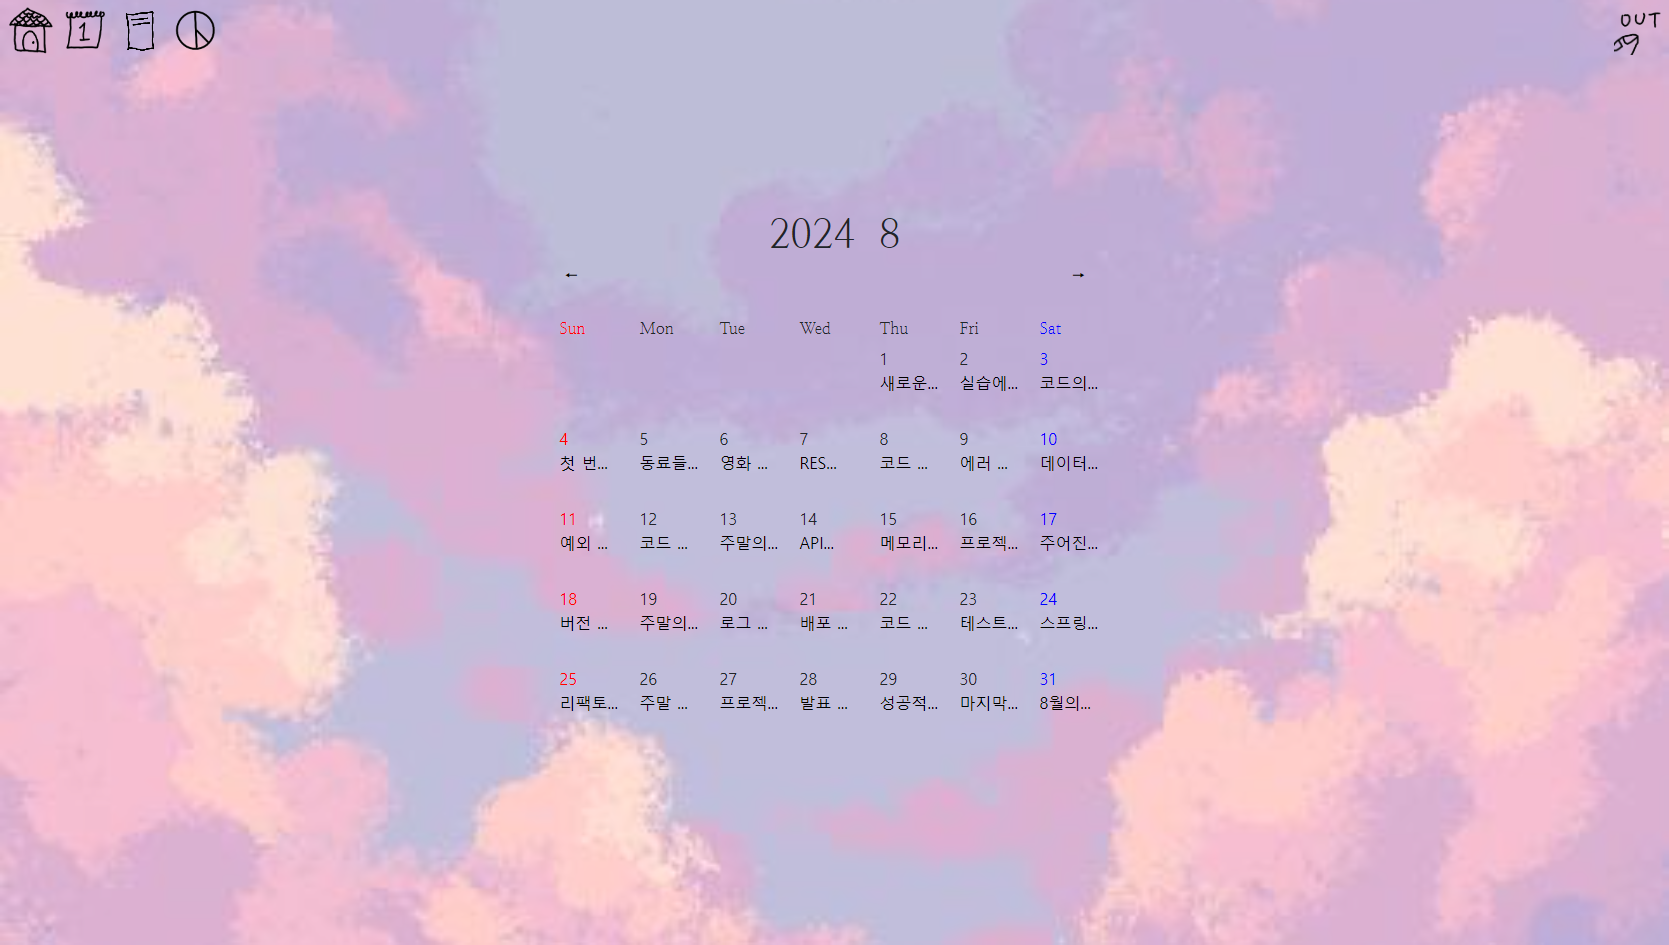 1
OUT
2024 8
← →
Sun Mon Tue Wed Thu Fri Sat
1 2 3
새로운... 실습에... 코드의...
4 5 6 7 8 9 10
첫 번... 동료들... 영화 ... RES... 코드 ... 에러 ... 데이터...
11 12 13 14 15 16 17
예외 ... 코드 ... 주말의... API... 메모리... 프로젝... 주어진...
18 19 20 21 22 23 24
버전 ... 주말의... 로그 ... 배포 ... 코드 ... 테스트... 스프링...
25 26 27 28 29 30 31
리팩토... 주말 ... 프로젝... 발표 ... 성공적... 마지막... 8월의...